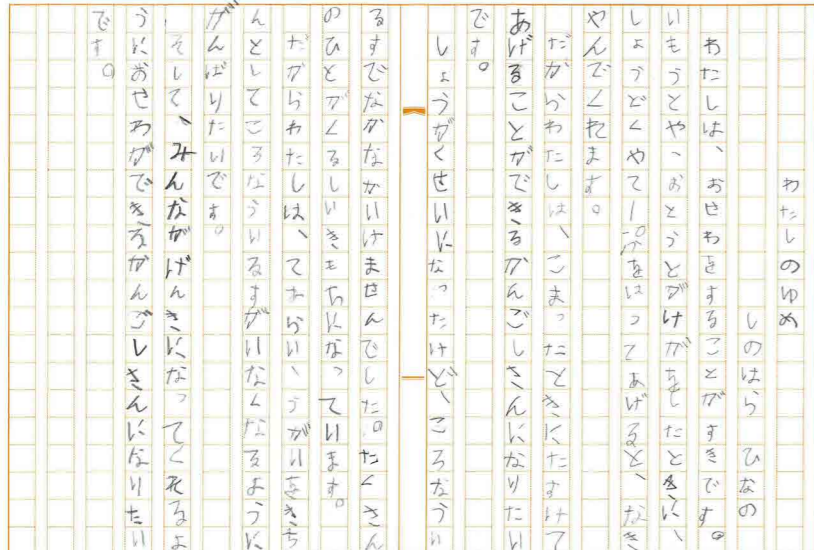 わたしのゆめ
しのはら ひなの
わたしは、おせわをすることがすきです。
いもうとや、おとうとがけがをしたときに、
しょうどくやてーぷをはってあげると、なき
やんでくれます。
だからわたしは、こまったときにたすけて
あげることができるかんごしさんになりたい
です。
しょうがくせいになったけど、ころなうい
るすでなかなかいけませんでした。たくさん
のひとがくるしいきもちになっています。
だからわたしは、てあらい、うがいをきち
んとしてころなういるすがいなくなるように
がんばりたいです。
そして、みんながげんきになってくれるよ
うにおせわができるかんごしさんになりたい
です。